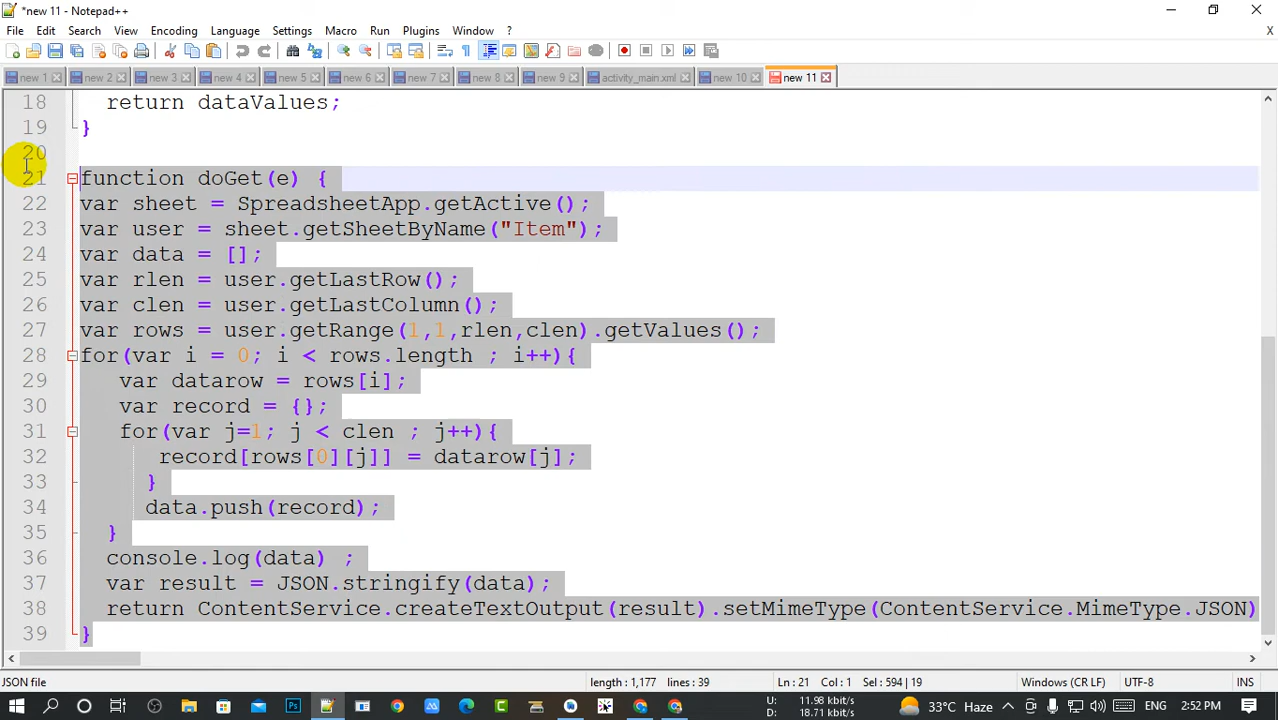 *new 11 - Notepad++
File Edit Search View Encoding Language Settings Macro Run Plugins Window ?
X
new 1 new 2 new 3 new 4 new 5 new 6 new 7 new 8 new 9 activity_main.xml new 10 new 11
18 return dataValues;
19 }
20
21 function doGet(e) {
22 var sheet = SpreadsheetApp.getActive();
23 var user = sheet.getSheetByName("Item");
24 var data = [];
25 var rlen = user.getLastRow();
26 var clen = user.getLastColumn();
27 var rows = user.getRange(1,1,rlen,clen).getValues();
28 for(var i = 0; i < rows.length ; i++){
29 var datarow = rows[i];
30 var record = {};
31 for(var j=1; j < clen ; j++){
32 record[rows[0][j]] = datarow[j];
33 }
34 data.push(record);
35 }
36 console.log(data) ;
37 var result = JSON.stringify(data);
38 return ContentService.createTextOutput(result).setMimeType(ContentService.MimeType.JSON)
39 }
JSON file length : 1,177 lines : 39 Ln : 21 Col : 1 Sel : 594 | 19 Windows (CR LF) UTF-8 INS
U: 11.98 kbit/s
D: 18.71 kbit/s
33°C Haze ENG 2:52 PM